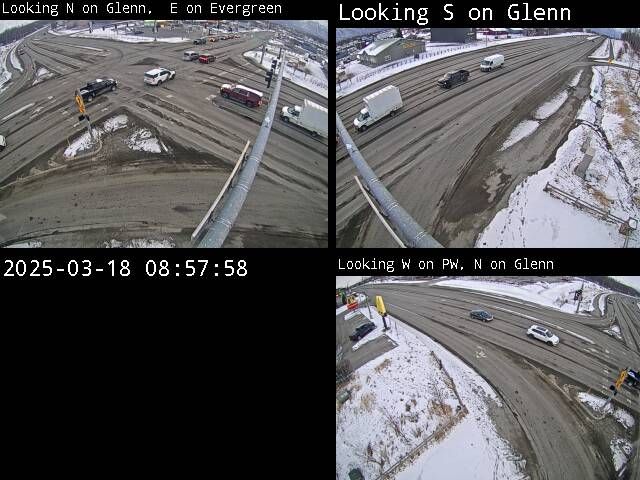 Looking N on Glenn, E on Evergreen
Looking S on Glenn
2025-03-18 08:57:58
Looking W on PW, N on Glenn